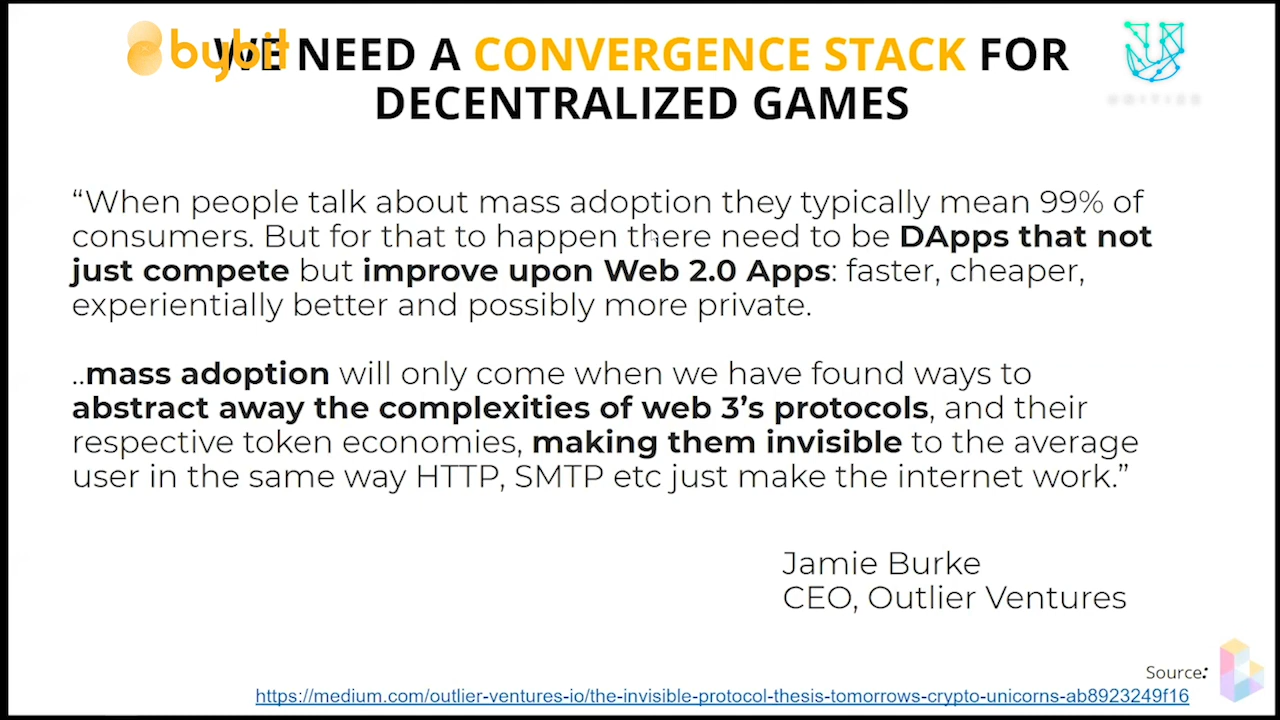 bybit
WE NEED A CONVERGENCE STACK FOR
DECENTRALIZED GAMES
“When people talk about mass adoption they typically mean 99% of
consumers. But for that to happen there need to be DApps that not
just compete but improve upon Web 2.0 Apps: faster, cheaper,
experientially better and possibly more private.
..mass adoption will only come when we have found ways to
abstract away the complexities of web 3’s protocols, and their
respective token economies, making them invisible to the average
user in the same way HTTP, SMTP etc just make the internet work.”
Jamie Burke
CEO, Outlier Ventures
Source:
https://medium.com/outlier-ventures-io/the-invisible-protocol-thesis-tomorrows-crypto-unicorns-ab8923249f16